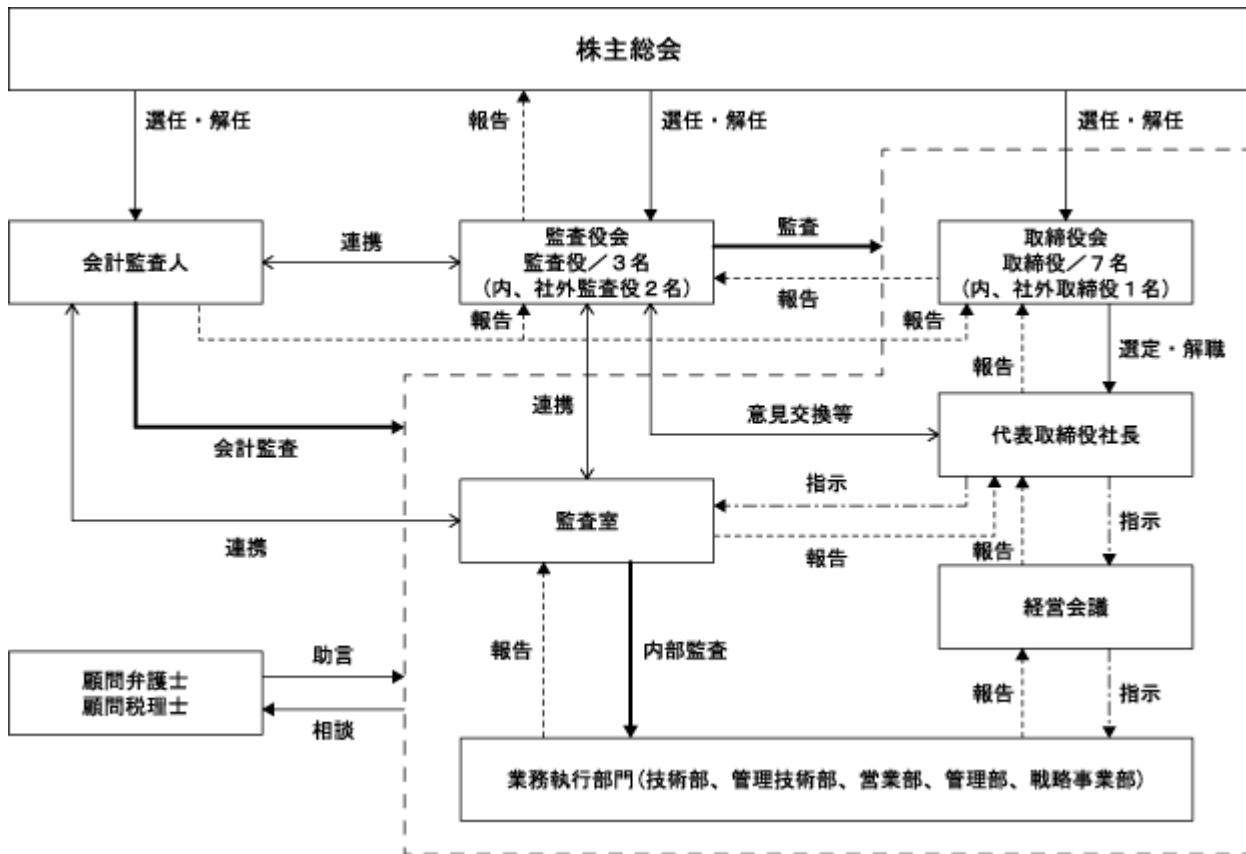 株主総会
選任・解任
報告
選任・解任
選任・解任
会計監査人
連携
監査役会
監査役／３名
（内、社外監査役２名）
監査
報告
取締役会
取締役／７名
（内、社外取締役１名）
報告
報告
報告
選定・解職
会計監査
連携
意見交換等
代表取締役社長
連携
監査室
指示
報告
報告
指示
経営会議
顧問弁護士
顧問税理士
助言
相談
報告
内部監査
報告
指示
業務執行部門（技術部、管理技術部、営業部、管理部、戦略事業部）